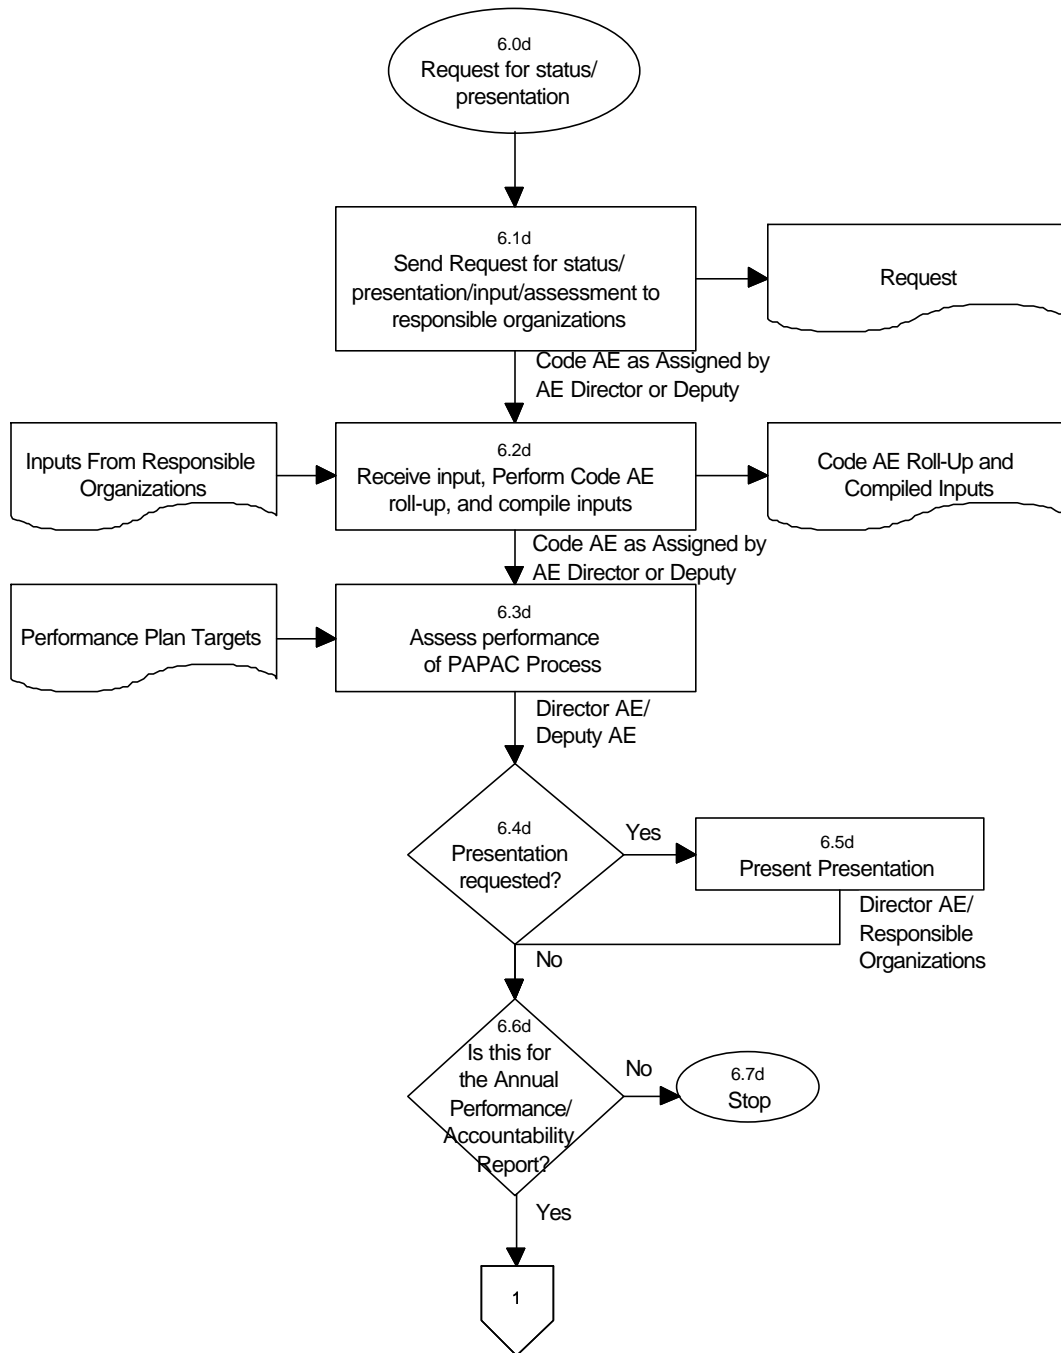 6.0d
Request for status/
presentation
6.1d
Send Request for status/
presentation/input/assessment to
responsible organizations
Request
Code AE as Assigned by
AE Director or Deputy
Inputs From Responsible
Organizations
6.2d
Receive input, Perform Code AE
roll-up, and compile inputs
Code AE Roll-Up and
Compiled Inputs
Code AE as Assigned by
AE Director or Deputy
Performance Plan Targets
6.3d
Assess performance
of PAPAC Process
Director AE/
Deputy AE
6.4d
Presentation
requested?
Yes
6.5d
Present Presentation
Director AE/
Responsible
Organizations
No
6.6d
Is this for
the Annual
Performance/
Accountability
Report?
No
6.7d
Stop
Yes
1